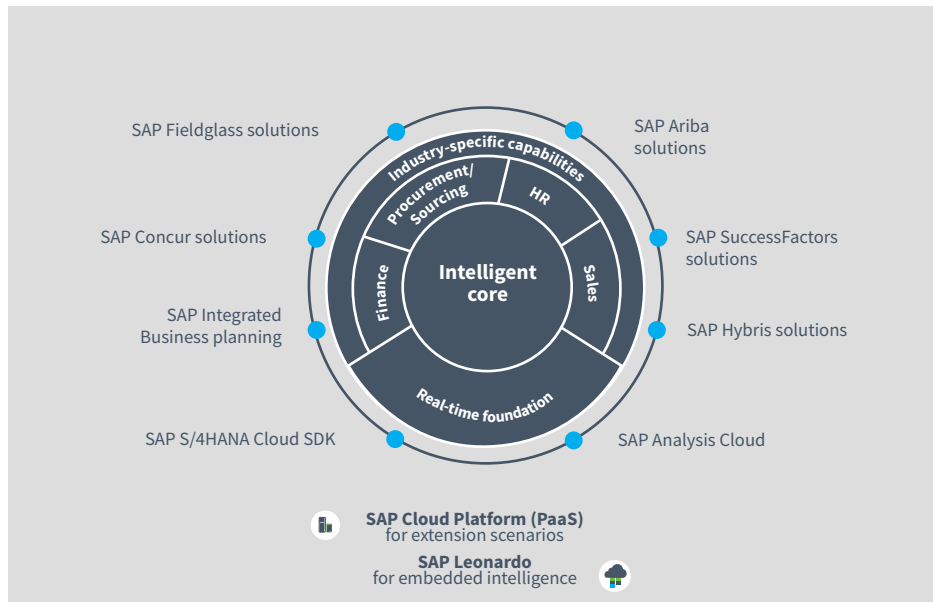 SAP Fieldglass solutions
SAP Ariba
solutions
Industry-specific capabilities
Procurement/
Sourcing
HR
SAP Concur solutions
SAP SuccessFactors
solutions
Finance
Intelligent
core
Sales
SAP Integrated
Business planning
SAP Hybris solutions
Real-time foundation
SAP S/4HANA Cloud SDK
SAP Analysis Cloud
SAP Cloud Platform (PaaS)
for extension scenarios
SAP Leonardo
for embedded intelligence